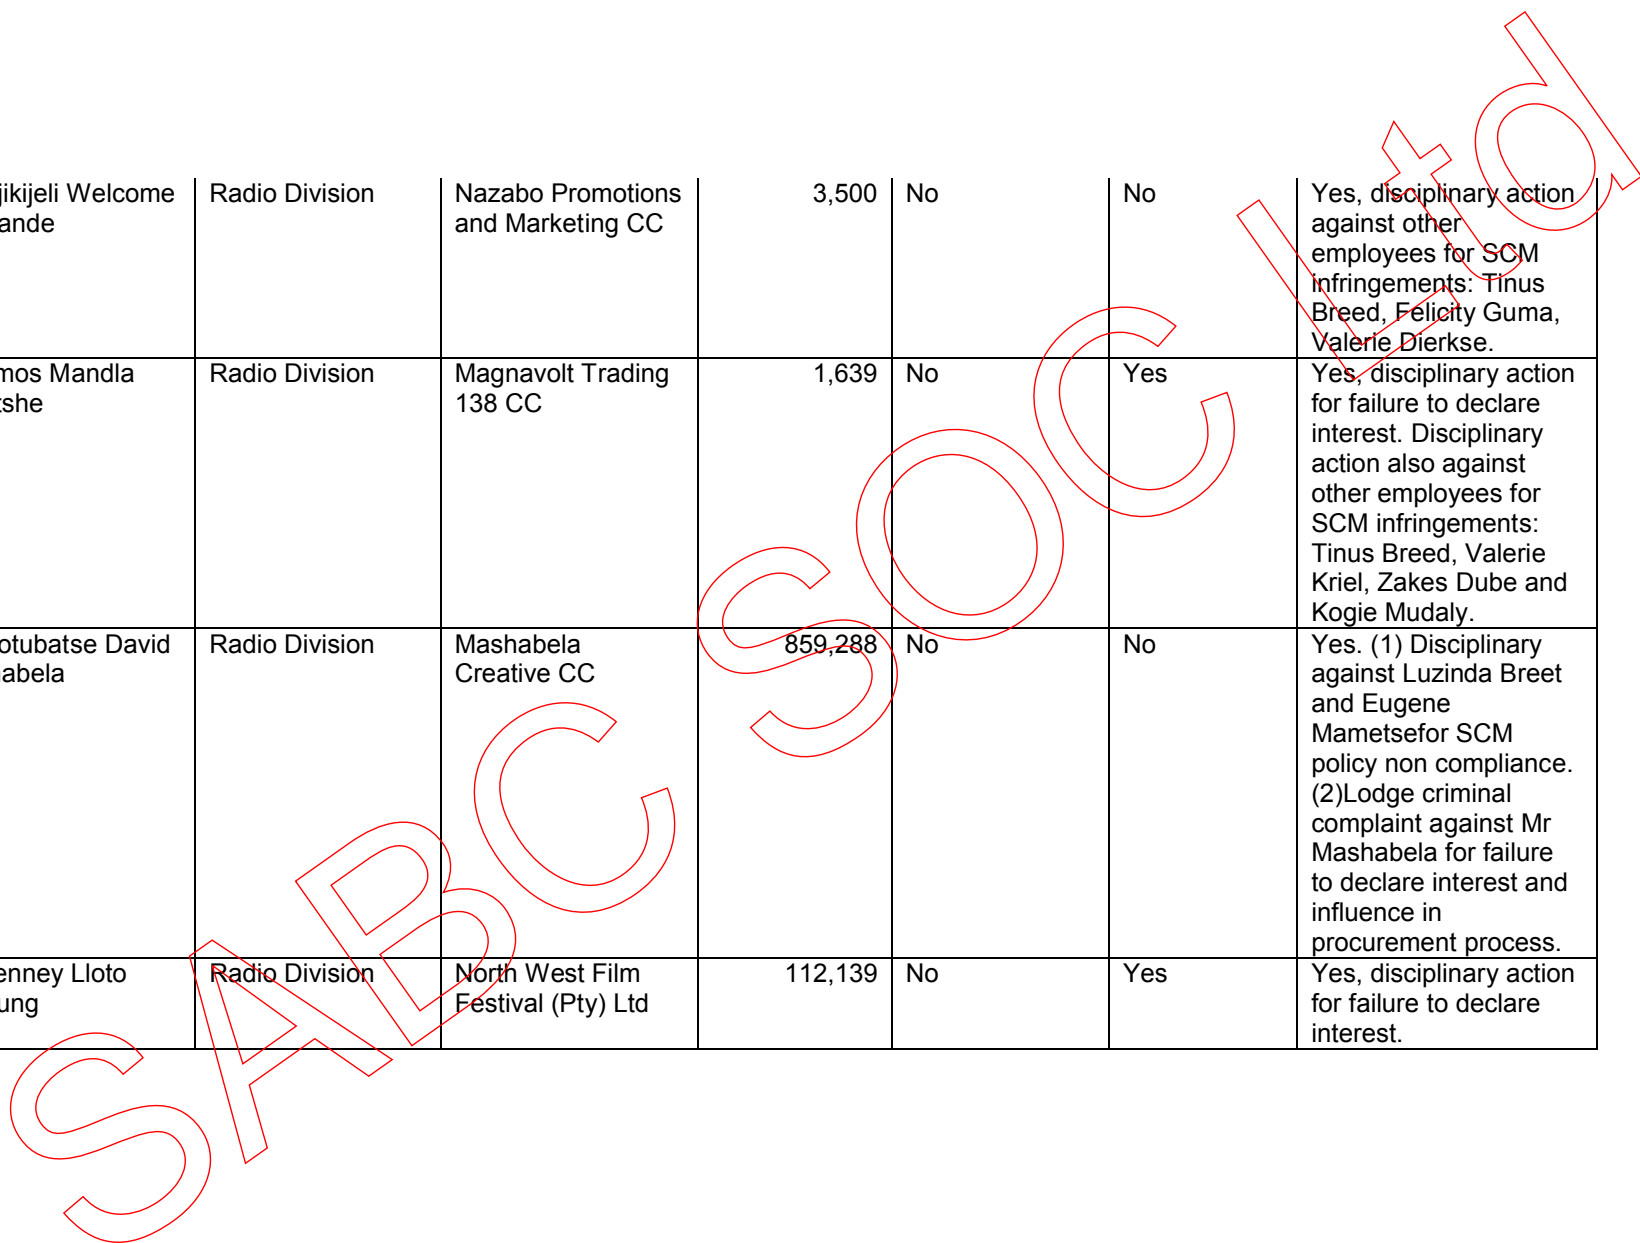 jikijeli Welcome
ande
Radio Division
Nazabo Promotions
and Marketing CC
3,500
No
No
Yes, disciplinary action
against other
employees for SCM
infringements: Tinus
Breed, Felicity Guma,
Valerie Dierkse.
mos Mandla
tshe
Radio Division
Magnavolt Trading
138 CC
1,639
No
Yes
Yes, disciplinary action
for failure to declare
interest. Disciplinary
action also against
other employees for
SCM infringements:
Tinus Breed, Valerie
Kriel, Zakes Dube and
Kogie Mudaly.
otubatse David
abela
Radio Division
Mashabela
Creative CC
859,288
No
No
Yes. (1) Disciplinary
against Luzinda Breet
and Eugene
Mametsefor SCM
policy non compliance.
(2)Lodge criminal
complaint against Mr
Mashabela for failure
to declare interest and
influence in
procurement process.
enney Lloto
ung
Radio Division
North West Film
Festival (Pty) Ltd
112,139
No
Yes
Yes, disciplinary action
for failure to declare
interest.
SABC SOC Ltd